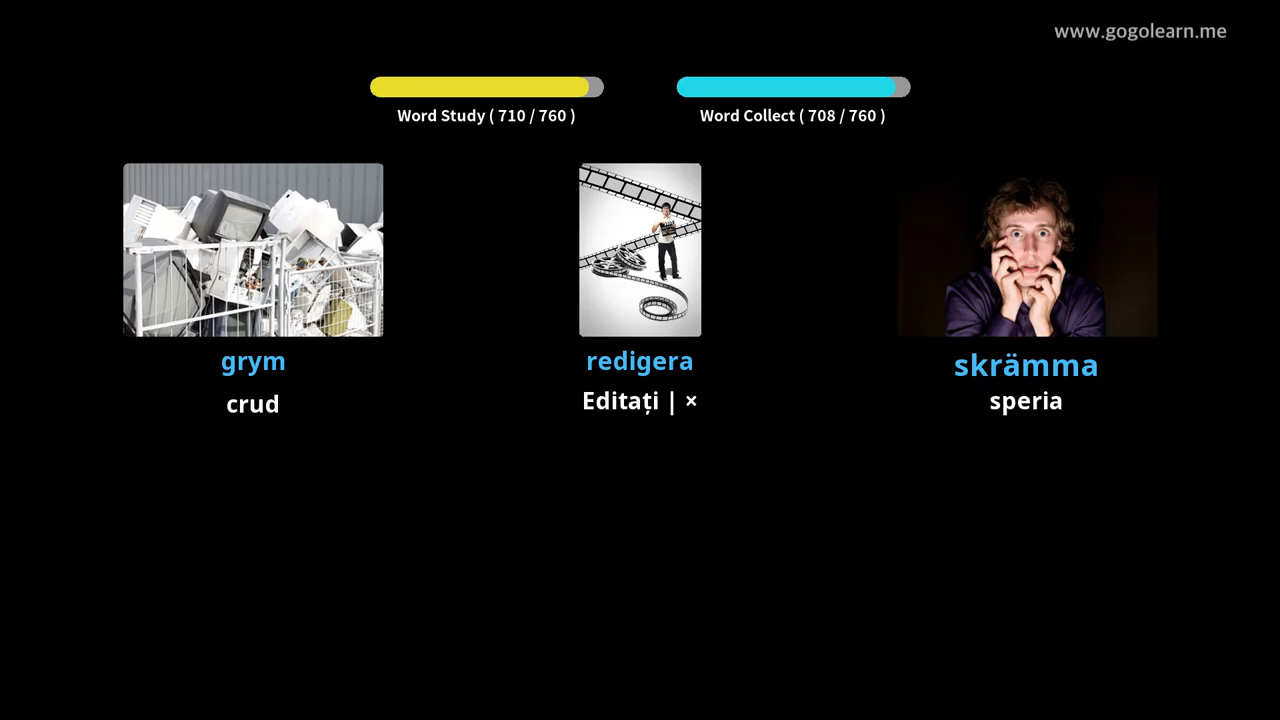 www.gogolearn.me
Word Study ( 710 / 760 )
Word Collect ( 708 / 760 )
grym
redigera
skrämma
crud
Editați | ×
speria